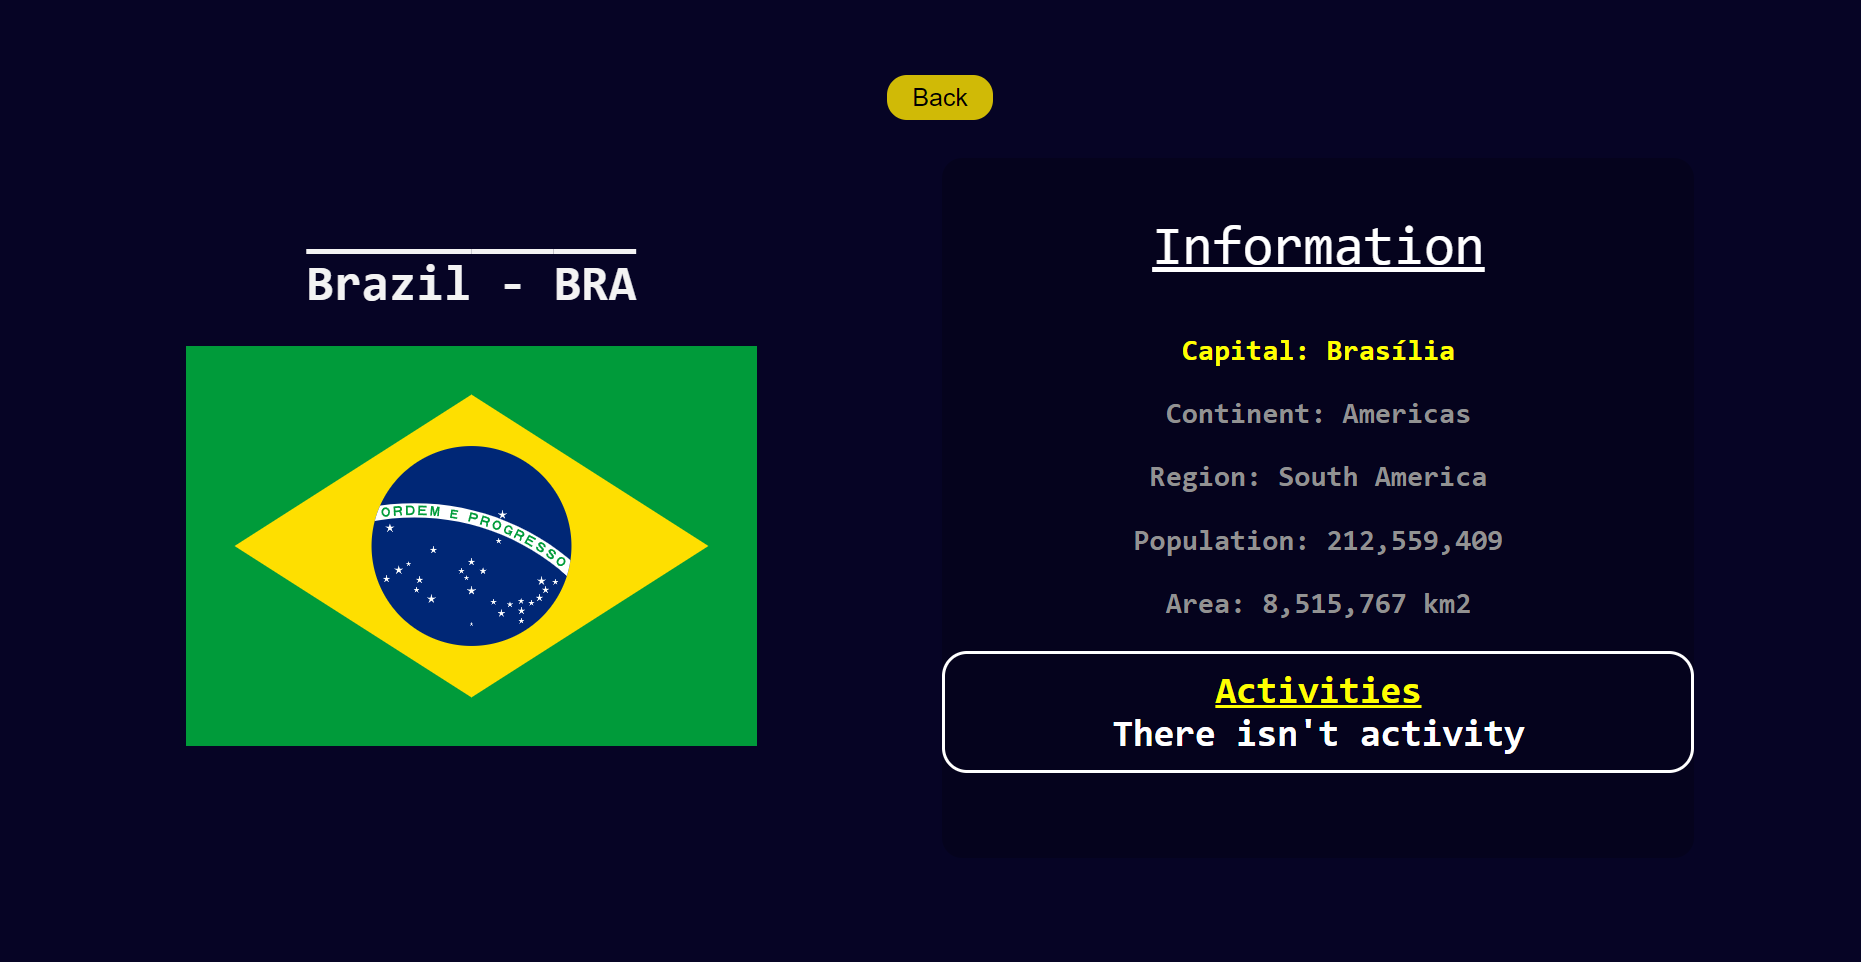 Back
Brazil - BRA
ORDEM E PROGRESSO
Information
Capital: Brasília
Continent: Americas
Region: South America
Population: 212,559,409
Area: 8,515,767 km2
Activities
There isn't activity